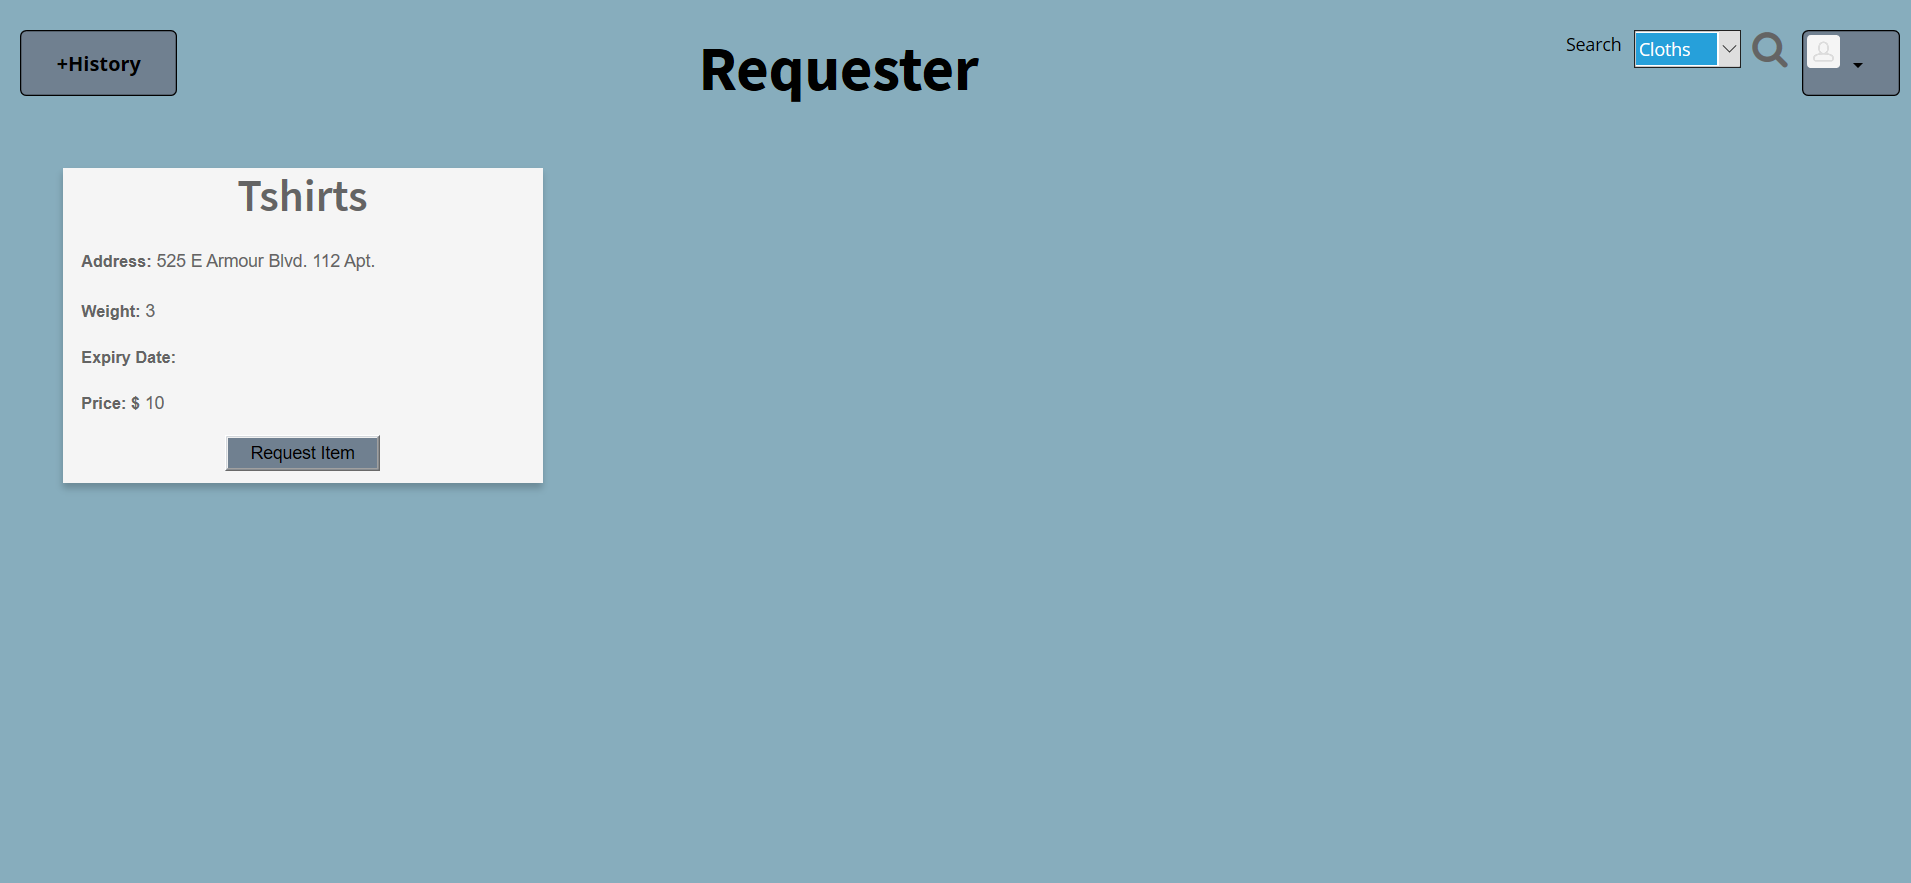 +History
Requester
Search
Cloths
Tshirts
Address: 525 E Armour Blvd. 112 Apt.
Weight: 3
Expiry Date:
Price: $ 10
Request Item